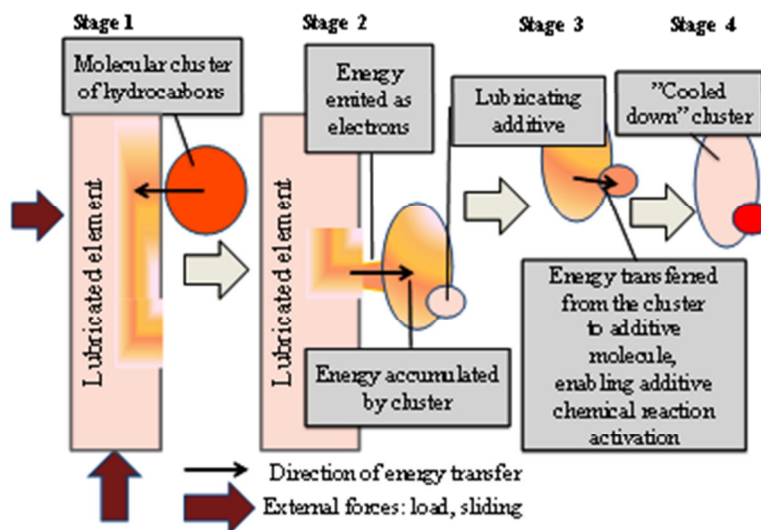 Stage 1
Stage 2
Stage 3
Stage 4
Molecular cluster
of hydrocarbons
Energy
emited as
electrons
Lubricating
additive
”Cooled
down” cluster
Lubricated element
Lubricated element
Energy accumulated
by cluster
Energy transferred
from the cluster
to additive
molecule,
enabling additive
chemical reaction
activation
Direction of energy transfer
External forces: load, sliding